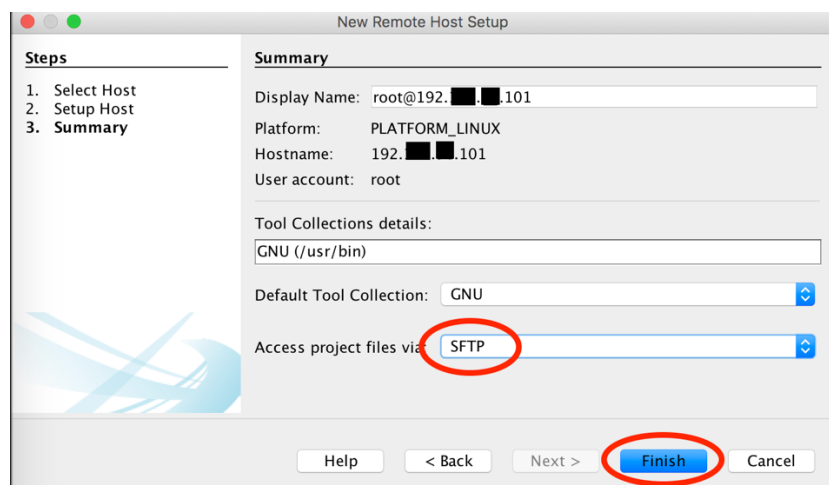 New Remote Host Setup
Steps
1. Select Host
2. Setup Host
3. Summary
Summary
Display Name: root@192. . .101
Platform: PLATFORM_LINUX
Hostname: 192. . .101
User account: root
Tool Collections details:
GNU (/usr/bin)
Default Tool Collection: GNU
Access project files via: SFTP
Help < Back Next > Finish Cancel